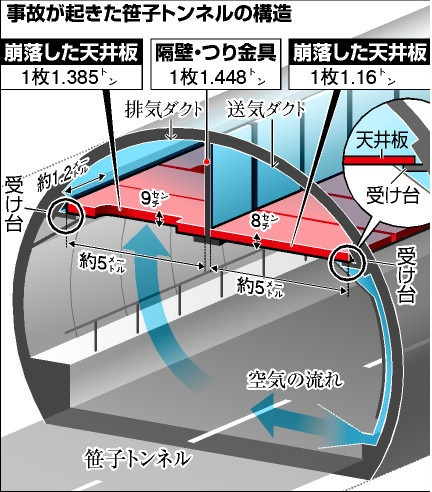 事故が起きた笹子トンネルの構造
崩落した天井板
1枚1.385トン
隔壁・つり金具
1枚1.448トン
崩落した天井板
1枚1.16トン
排気ダクト
送気ダクト
天井板
受け台
約1.2メートル
受け台
9センチ
8センチ
受け台
約5メートル
約5メートル
空気の流れ
笹子トンネル